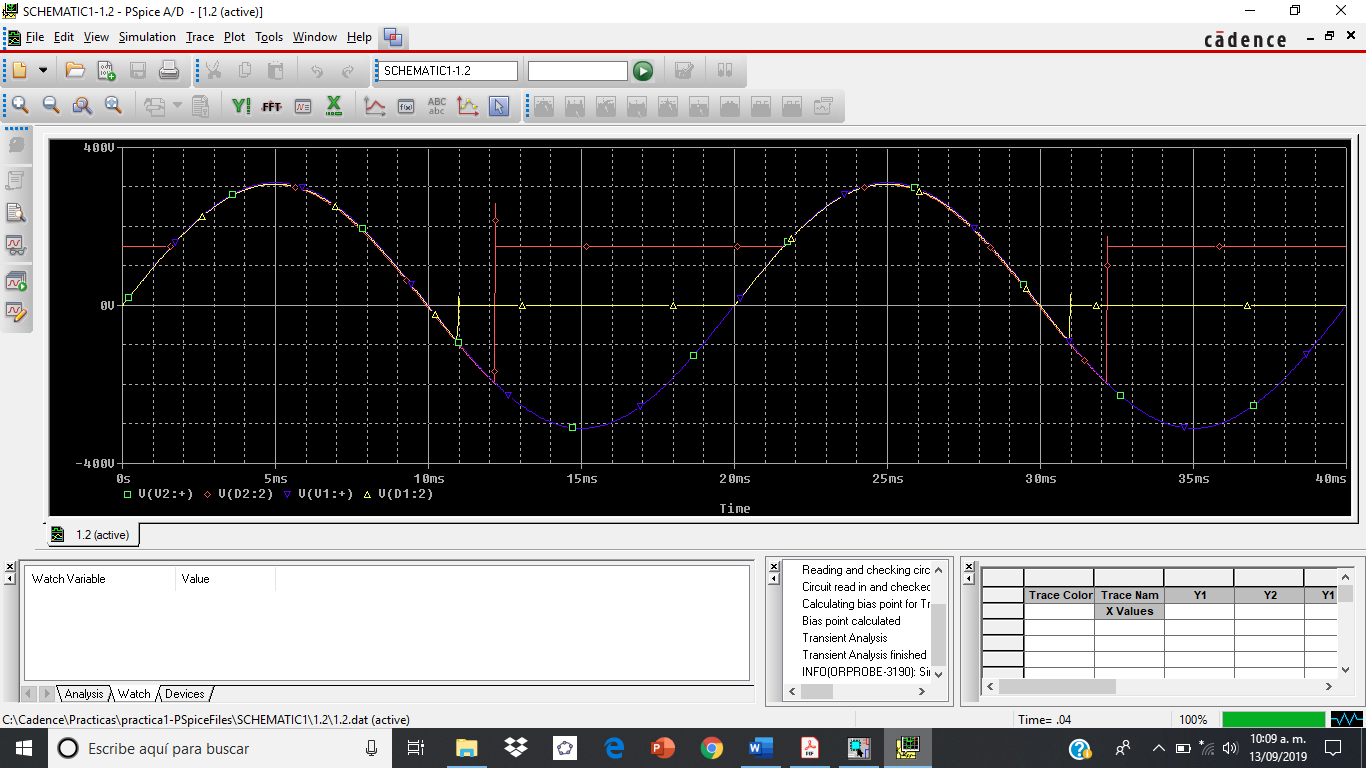 SCHEMATIC1-1.2 - PSpice A/D - [1.2 (active)]
File Edit View Simulation Trace Plot Tools Window Help
cādence
SCHEMATIC1-1.2
FFT
ABC
abc
400V
0V
-400V
0s 5ms 10ms 15ms 20ms 25ms 30ms 35ms 40ms
V(V2:+) V(D2:2) V(V1:+) V(D1:2)
Time
1.2 (active)
Watch Variable Value
Analysis Watch Devices
Reading and checking circ
Circuit read in and checked
Calculating bias point for Tr
Bias point calculated
Transient Analysis
Transient Analysis finished
INFO(ORPROBE-3190): Sir
Trace Color Trace Nam Y1 Y2 Y1
X Values
C:\Cadence\Practicas\practica1-PSpiceFiles\SCHEMATIC1\1.2\1.2.dat (active)
Time= .04 100%
Escribe aquí para buscar
10:09 a. m.
13/09/2019